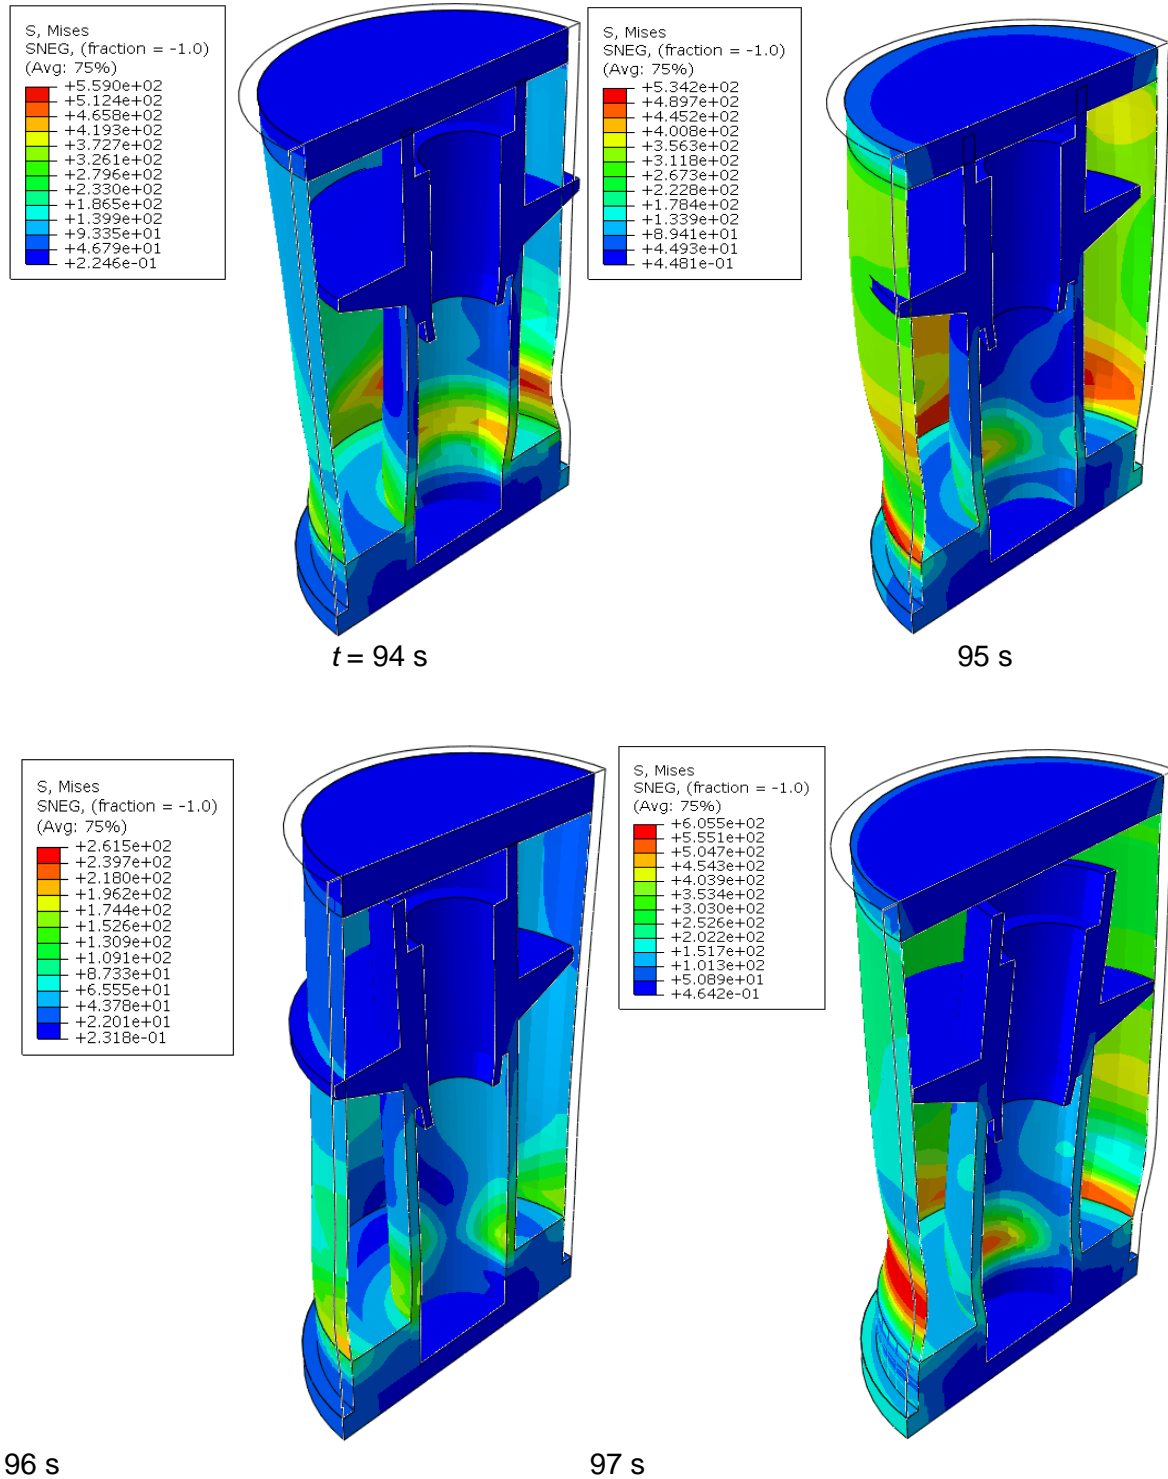 S, Mises
SNEG, (fraction = -1.0)
(Avg: 75%)
+5.590e+02
+5.124e+02
+4.658e+02
+4.193e+02
+3.727e+02
+3.261e+02
+2.796e+02
+2.330e+02
+1.865e+02
+1.399e+02
+9.335e+01
+4.679e+01
+2.246e-01
S, Mises
SNEG, (fraction = -1.0)
(Avg: 75%)
+5.342e+02
+4.897e+02
+4.452e+02
+4.008e+02
+3.563e+02
+3.118e+02
+2.673e+02
+2.228e+02
+1.784e+02
+1.339e+02
+8.941e+01
+4.493e+01
+4.481e-01
t = 94 s
95 s
S, Mises
SNEG, (fraction = -1.0)
(Avg: 75%)
+2.615e+02
+2.397e+02
+2.180e+02
+1.962e+02
+1.744e+02
+1.526e+02
+1.309e+02
+1.091e+02
+8.733e+01
+6.555e+01
+4.378e+01
+2.201e+01
+2.318e-01
S, Mises
SNEG, (fraction = -1.0)
(Avg: 75%)
+6.055e+02
+5.551e+02
+5.047e+02
+4.543e+02
+4.039e+02
+3.534e+02
+3.030e+02
+2.526e+02
+2.022e+02
+1.517e+02
+1.013e+02
+5.089e+01
+4.642e-01
96 s
97 s